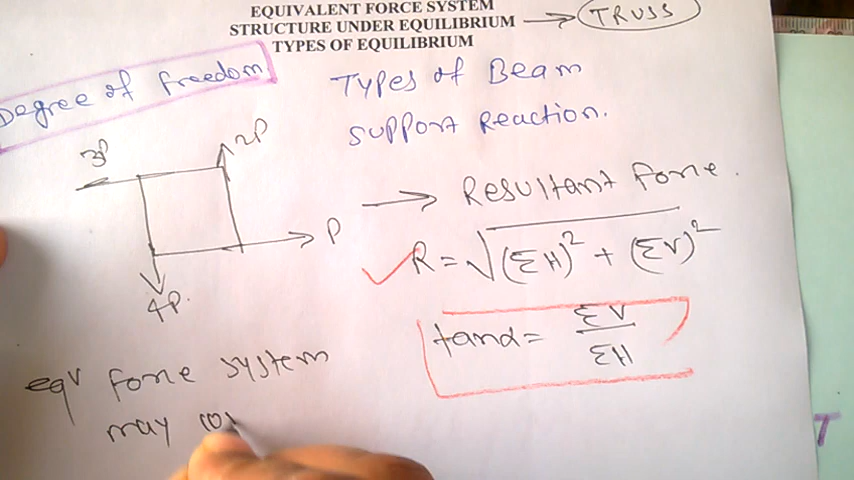 EQUIVALENT FORCE SYSTEM
STRUCTURE UNDER EQUILIBRIUM → TRUSS
TYPES OF EQUILIBRIUM
Degree of freedom
Types of Beam
support Reaction.
3P
2P
P
4P.
→ Resultant force.
R = √(ΣH)² + (ΣV)²
tanα = ΣV / ΣH
eqv force system
may
T